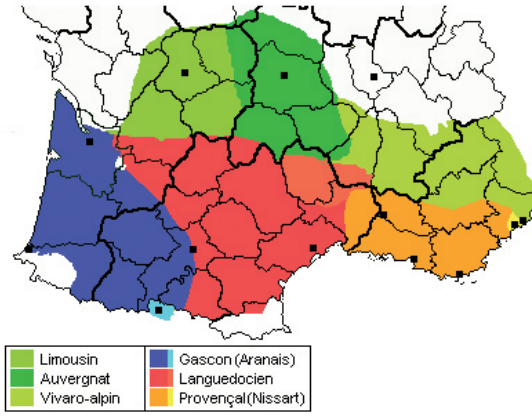 Limousin
Auvergnat
Vivaro-alpin
Gascon (Aranais)
Languedocien
Provençal (Nissart)